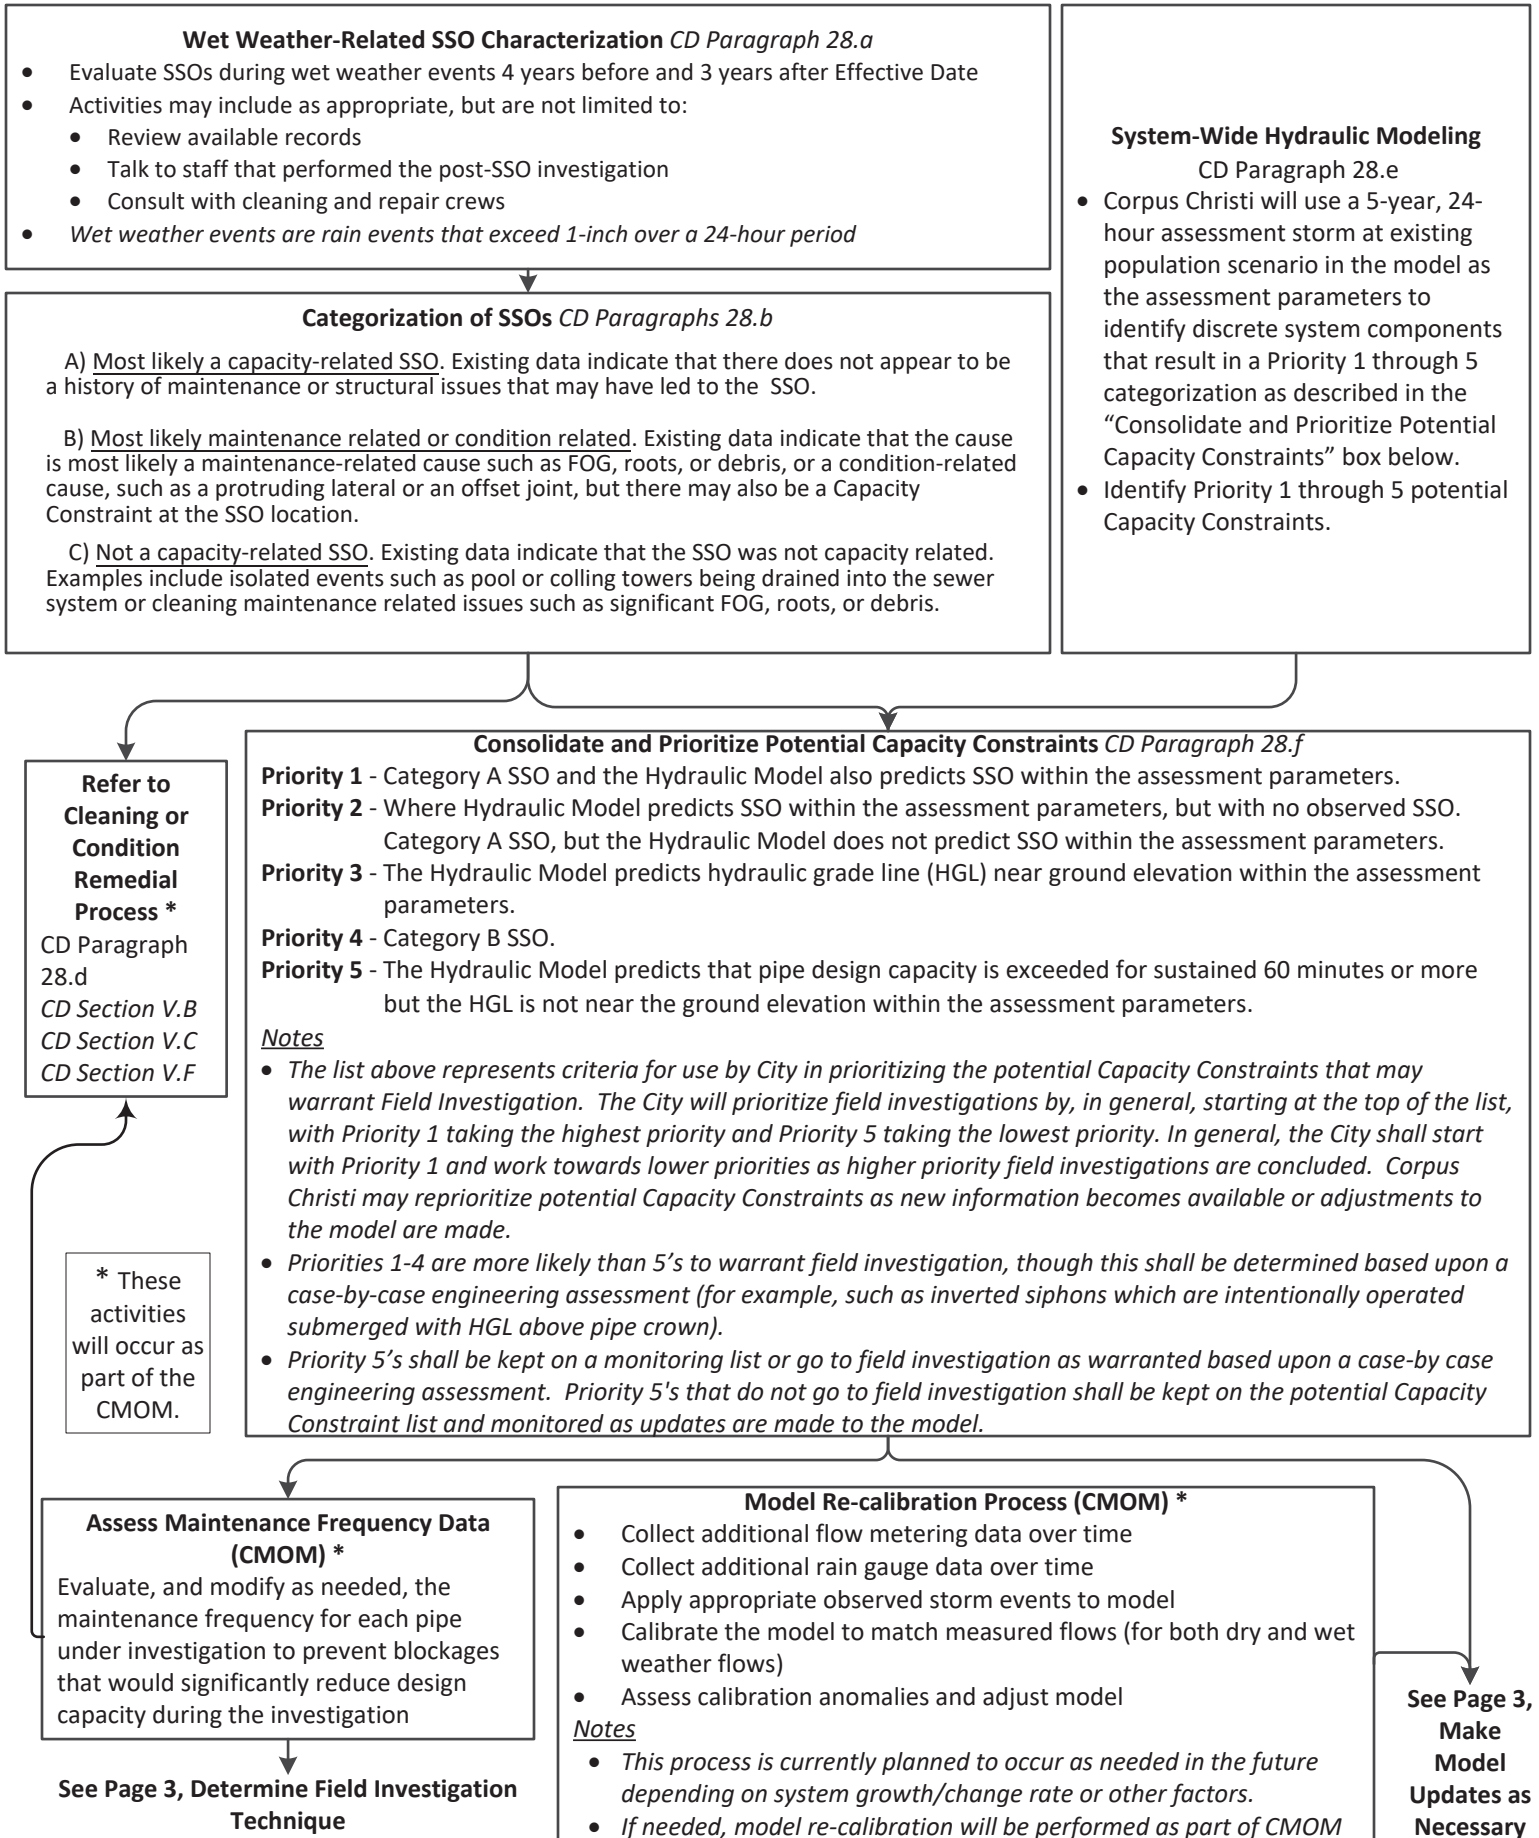 Wet Weather-Related SSO Characterization CD Paragraph 28.a
• Evaluate SSOs during wet weather events 4 years before and 3 years after Effective Date
• Activities may include as appropriate, but are not limited to:
• Review available records
• Talk to staff that performed the post-SSO investigation
• Consult with cleaning and repair crews
• Wet weather events are rain events that exceed 1-inch over a 24-hour period
System-Wide Hydraulic Modeling
CD Paragraph 28.e
• Corpus Christi will use a 5-year, 24-
hour assessment storm at existing
population scenario in the model as
the assessment parameters to
identify discrete system components
that result in a Priority 1 through 5
categorization as described in the
“Consolidate and Prioritize Potential
Capacity Constraints” box below.
• Identify Priority 1 through 5 potential
Capacity Constraints.
Categorization of SSOs CD Paragraphs 28.b
A) Most likely a capacity-related SSO. Existing data indicate that there does not appear to be
a history of maintenance or structural issues that may have led to the SSO.
B) Most likely maintenance related or condition related. Existing data indicate that the cause
is most likely a maintenance-related cause such as FOG, roots, or debris, or a condition-related
cause, such as a protruding lateral or an offset joint, but there may also be a Capacity
Constraint at the SSO location.
C) Not a capacity-related SSO. Existing data indicate that the SSO was not capacity related.
Examples include isolated events such as pool or colling towers being drained into the sewer
system or cleaning maintenance related issues such as significant FOG, roots, or debris.
Refer to
Cleaning or
Condition
Remedial
Process *
CD Paragraph
28.d
CD Section V.B
CD Section V.C
CD Section V.F
Consolidate and Prioritize Potential Capacity Constraints CD Paragraph 28.f
Priority 1 - Category A SSO and the Hydraulic Model also predicts SSO within the assessment parameters.
Priority 2 - Where Hydraulic Model predicts SSO within the assessment parameters, but with no observed SSO.
Category A SSO, but the Hydraulic Model does not predict SSO within the assessment parameters.
Priority 3 - The Hydraulic Model predicts hydraulic grade line (HGL) near ground elevation within the assessment
parameters.
Priority 4 - Category B SSO.
Priority 5 - The Hydraulic Model predicts that pipe design capacity is exceeded for sustained 60 minutes or more
but the HGL is not near the ground elevation within the assessment parameters.
Notes
• The list above represents criteria for use by City in prioritizing the potential Capacity Constraints that may
warrant Field Investigation. The City will prioritize field investigations by, in general, starting at the top of the list,
with Priority 1 taking the highest priority and Priority 5 taking the lowest priority. In general, the City shall start
with Priority 1 and work towards lower priorities as higher priority field investigations are concluded. Corpus
Christi may reprioritize potential Capacity Constraints as new information becomes available or adjustments to
the model are made.
• Priorities 1-4 are more likely than 5’s to warrant field investigation, though this shall be determined based upon a
case-by-case engineering assessment (for example, such as inverted siphons which are intentionally operated
submerged with HGL above pipe crown).
• Priority 5’s shall be kept on a monitoring list or go to field investigation as warranted based upon a case-by case
engineering assessment. Priority 5's that do not go to field investigation shall be kept on the potential Capacity
Constraint list and monitored as updates are made to the model.
* These
activities
will occur as
part of the
CMOM.
Assess Maintenance Frequency Data
(CMOM) *
Evaluate, and modify as needed, the
maintenance frequency for each pipe
under investigation to prevent blockages
that would significantly reduce design
capacity during the investigation
See Page 3, Determine Field Investigation
Technique
Model Re-calibration Process (CMOM) *
• Collect additional flow metering data over time
• Collect additional rain gauge data over time
• Apply appropriate observed storm events to model
• Calibrate the model to match measured flows (for both dry and wet
weather flows)
• Assess calibration anomalies and adjust model
Notes
• This process is currently planned to occur as needed in the future
depending on system growth/change rate or other factors.
• If needed, model re-calibration will be performed as part of CMOM
See Page 3,
Make
Model
Updates as
Necessary